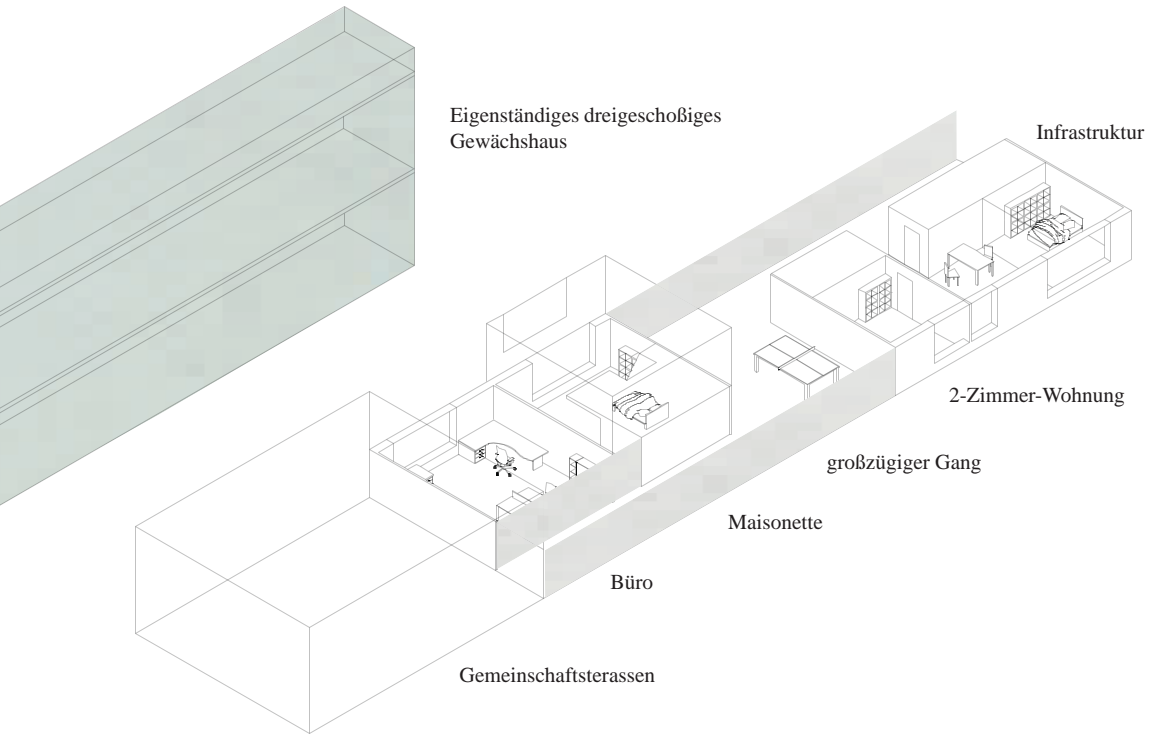 Eigenständiges dreigeschoßiges
Gewächshaus
Infrastruktur
2-Zimmer-Wohnung
großzügiger Gang
Maisonette
Büro
Gemeinschaftsterassen